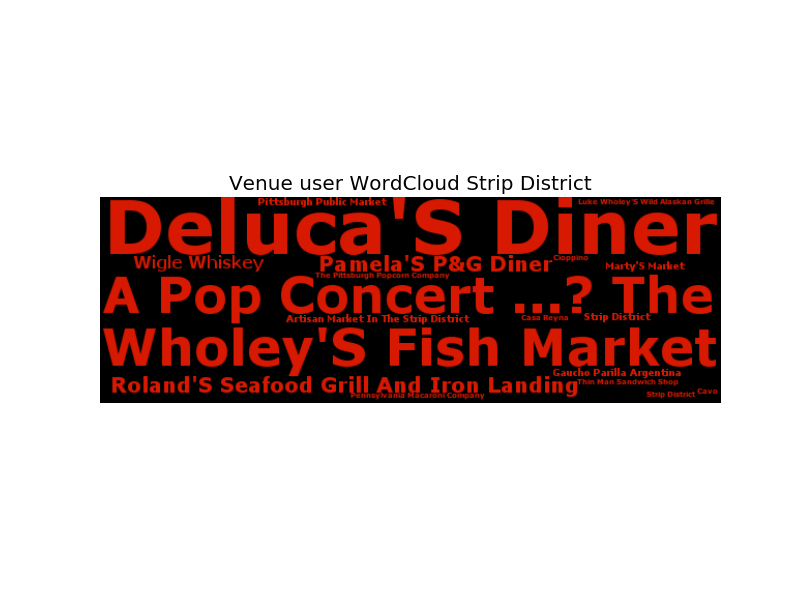 Venue user WordCloud Strip District
Pittsburgh Public Market
Luke Wholey'S Wild Alaskan Grille
Deluca'S Diner
Wigle Whiskey
Pamela'S P&G Diner
Cioppino
Marty'S Market
The Pittsburgh Popcorn Company
A Pop Concert ...? The
Artisan Market In The Strip District
Casa Reyna
Strip District
Wholey'S Fish Market
Gaucho Parilla Argentina
Roland'S Seafood Grill And Iron Landing
Thin Man Sandwich Shop
Pennsylvania Macaroni Company
Strip District
Cavo